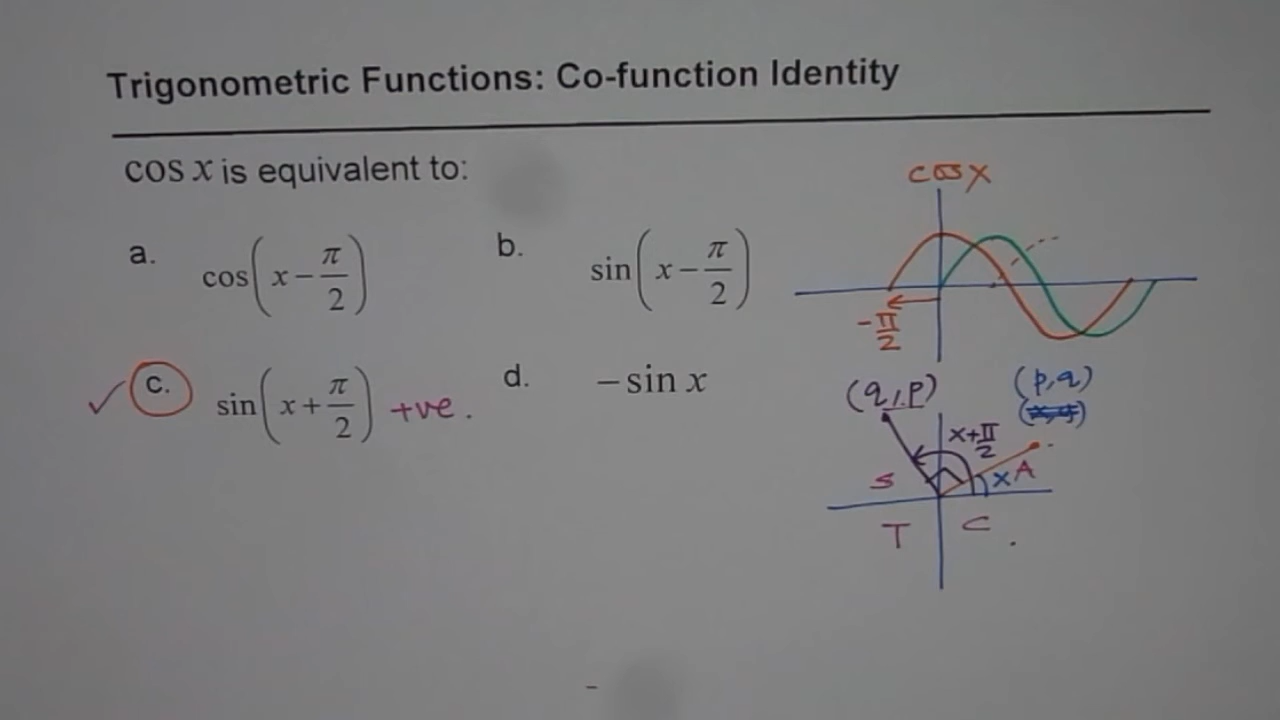 Trigonometric Functions: Co-function Identity
cos x is equivalent to:
a. cos(x − π/2)
b. sin(x − π/2)
c. sin(x + π/2) +ve.
d. − sin x
cos x
−π/2
(q, p) (p, q)
x+π/2
S x A
T C